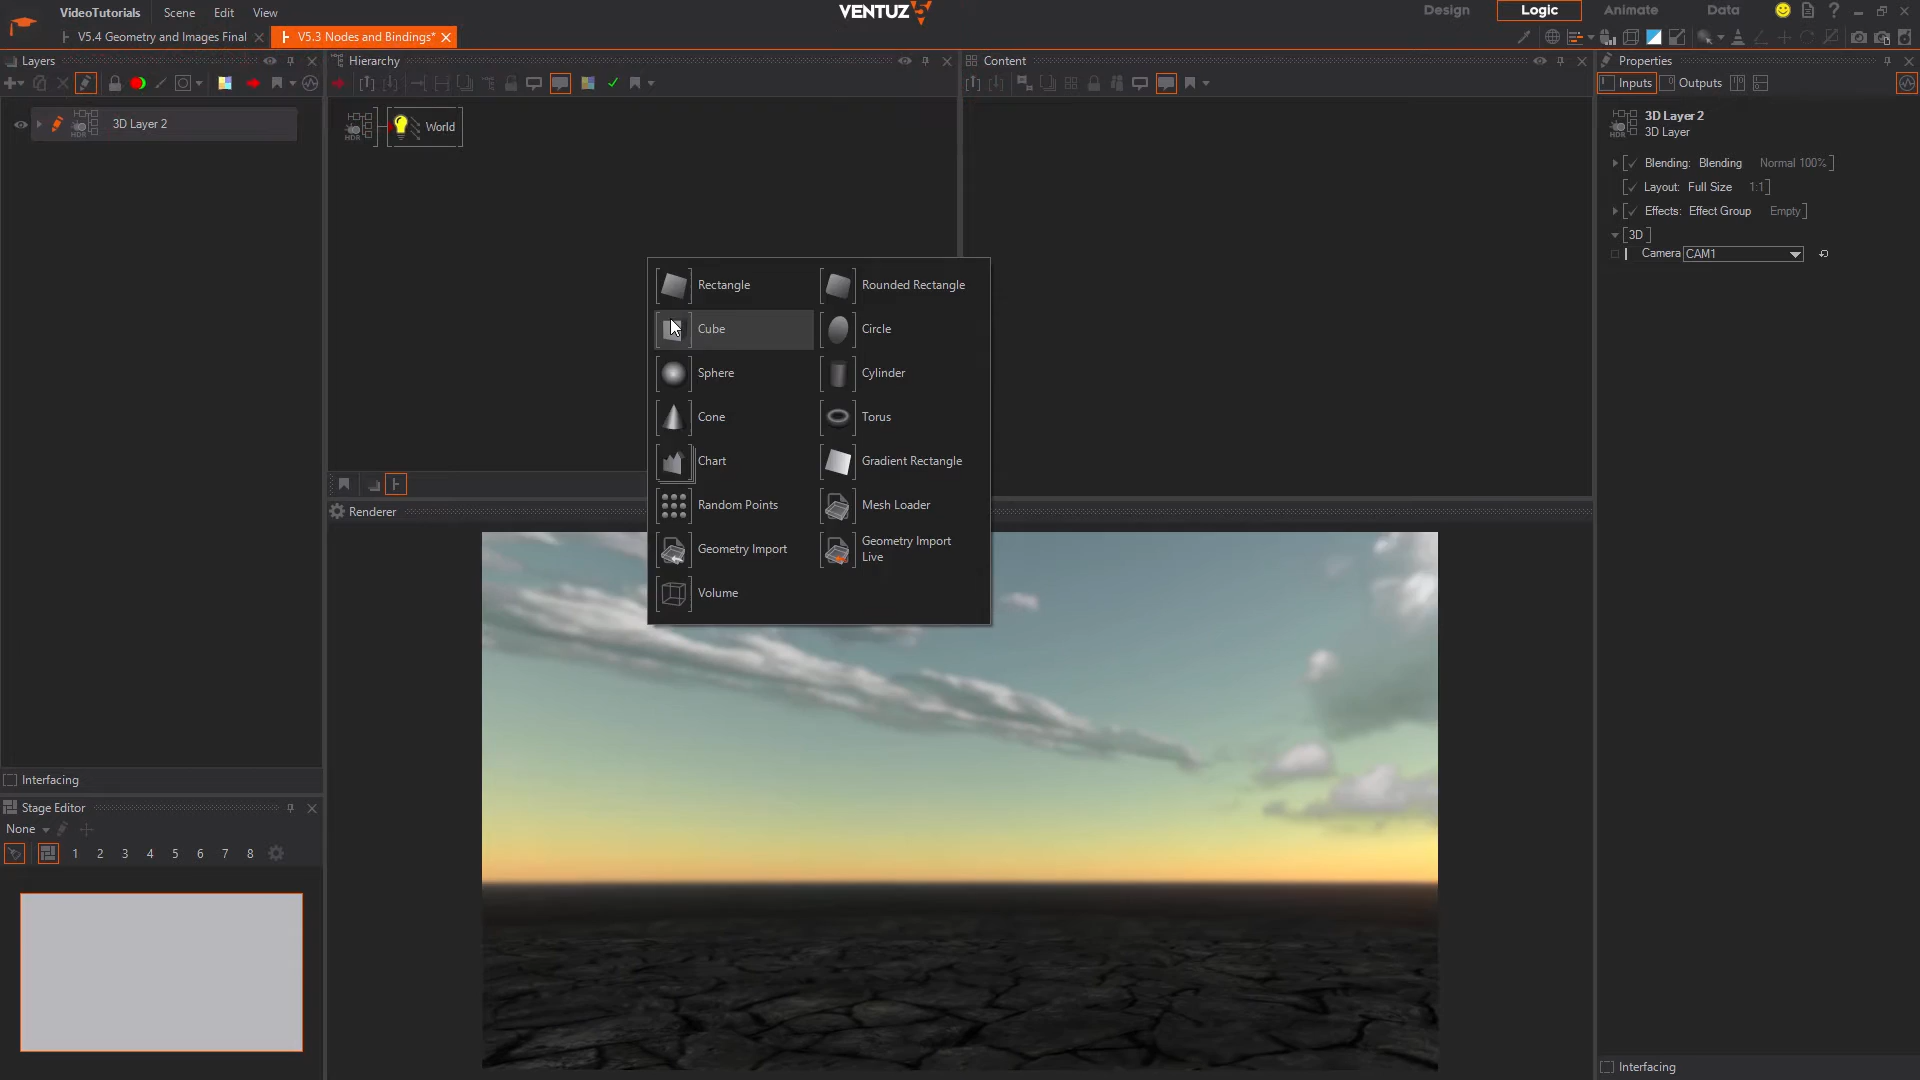 VideoTutorials Scene Edit View VENTUZ Design Logic Animate Data
V5.4 Geometry and Images Final V5.3 Nodes and Bindings*
Layers
3D Layer 2
Hierarchy
HDR World
Content
Properties
Inputs Outputs
3D Layer 2
3D Layer
Blending: Blending Normal 100%
Layout: Full Size 1:1
Effects: Effect Group Empty
3D
Camera CAM1
Rectangle Rounded Rectangle
Cube Circle
Sphere Cylinder
Cone Torus
Chart Gradient Rectangle
Random Points Mesh Loader
Geometry Import Geometry Import
Live
Volume
Renderer
Interfacing
Stage Editor
None
1 2 3 4 5 6 7 8
Interfacing